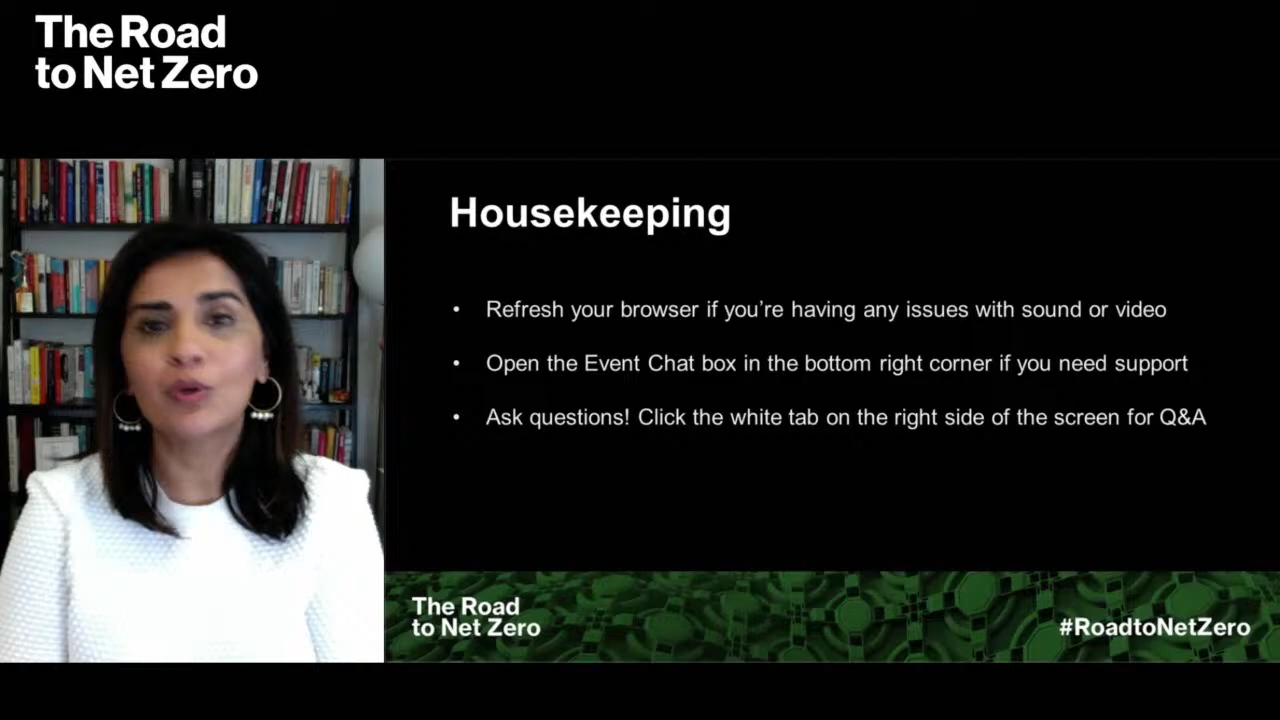 The Road
to Net Zero
Housekeeping
• Refresh your browser if you're having any issues with sound or video
• Open the Event Chat box in the bottom right corner if you need support
• Ask questions! Click the white tab on the right side of the screen for Q&A
The Road
to Net Zero
#RoadtoNetZero